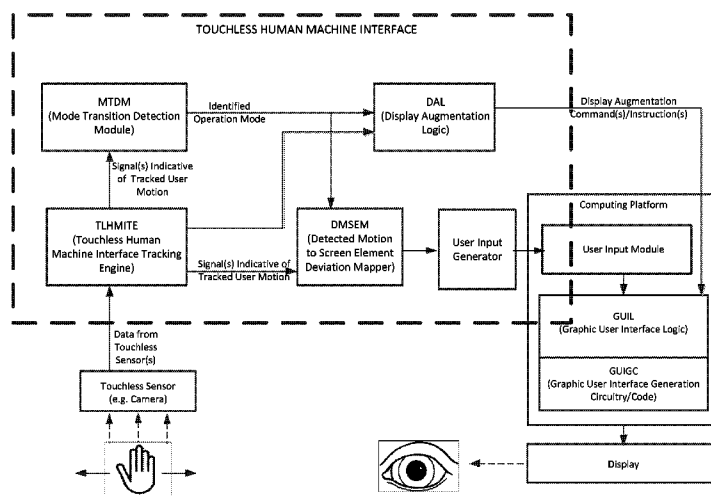 TOUCHLESS HUMAN MACHINE INTERFACE
MTDM
(Mode Transition Detection
Module)
Identified
Operation Mode
DAL
(Display Augmentation
Logic)
Display Augmentation
Command(s)/Instruction(s)
Signal(s) Indicative
of Tracked User
Motion
Computing Platform
TLHMITE
(Touchless Human
Machine Interface Tracking
Engine)
Signal(s) Indicative of
Tracked User Motion
DMSEM
(Detected Motion
to Screen Element
Deviation Mapper)
User Input
Generator
User Input Module
Data from
Touchless
Sensor(s)
GUIL
(Graphic User Interface Logic)
GUIGC
(Graphic User Interface Generation
Circuitry/Code)
Touchless Sensor
(e.g. Camera)
Display